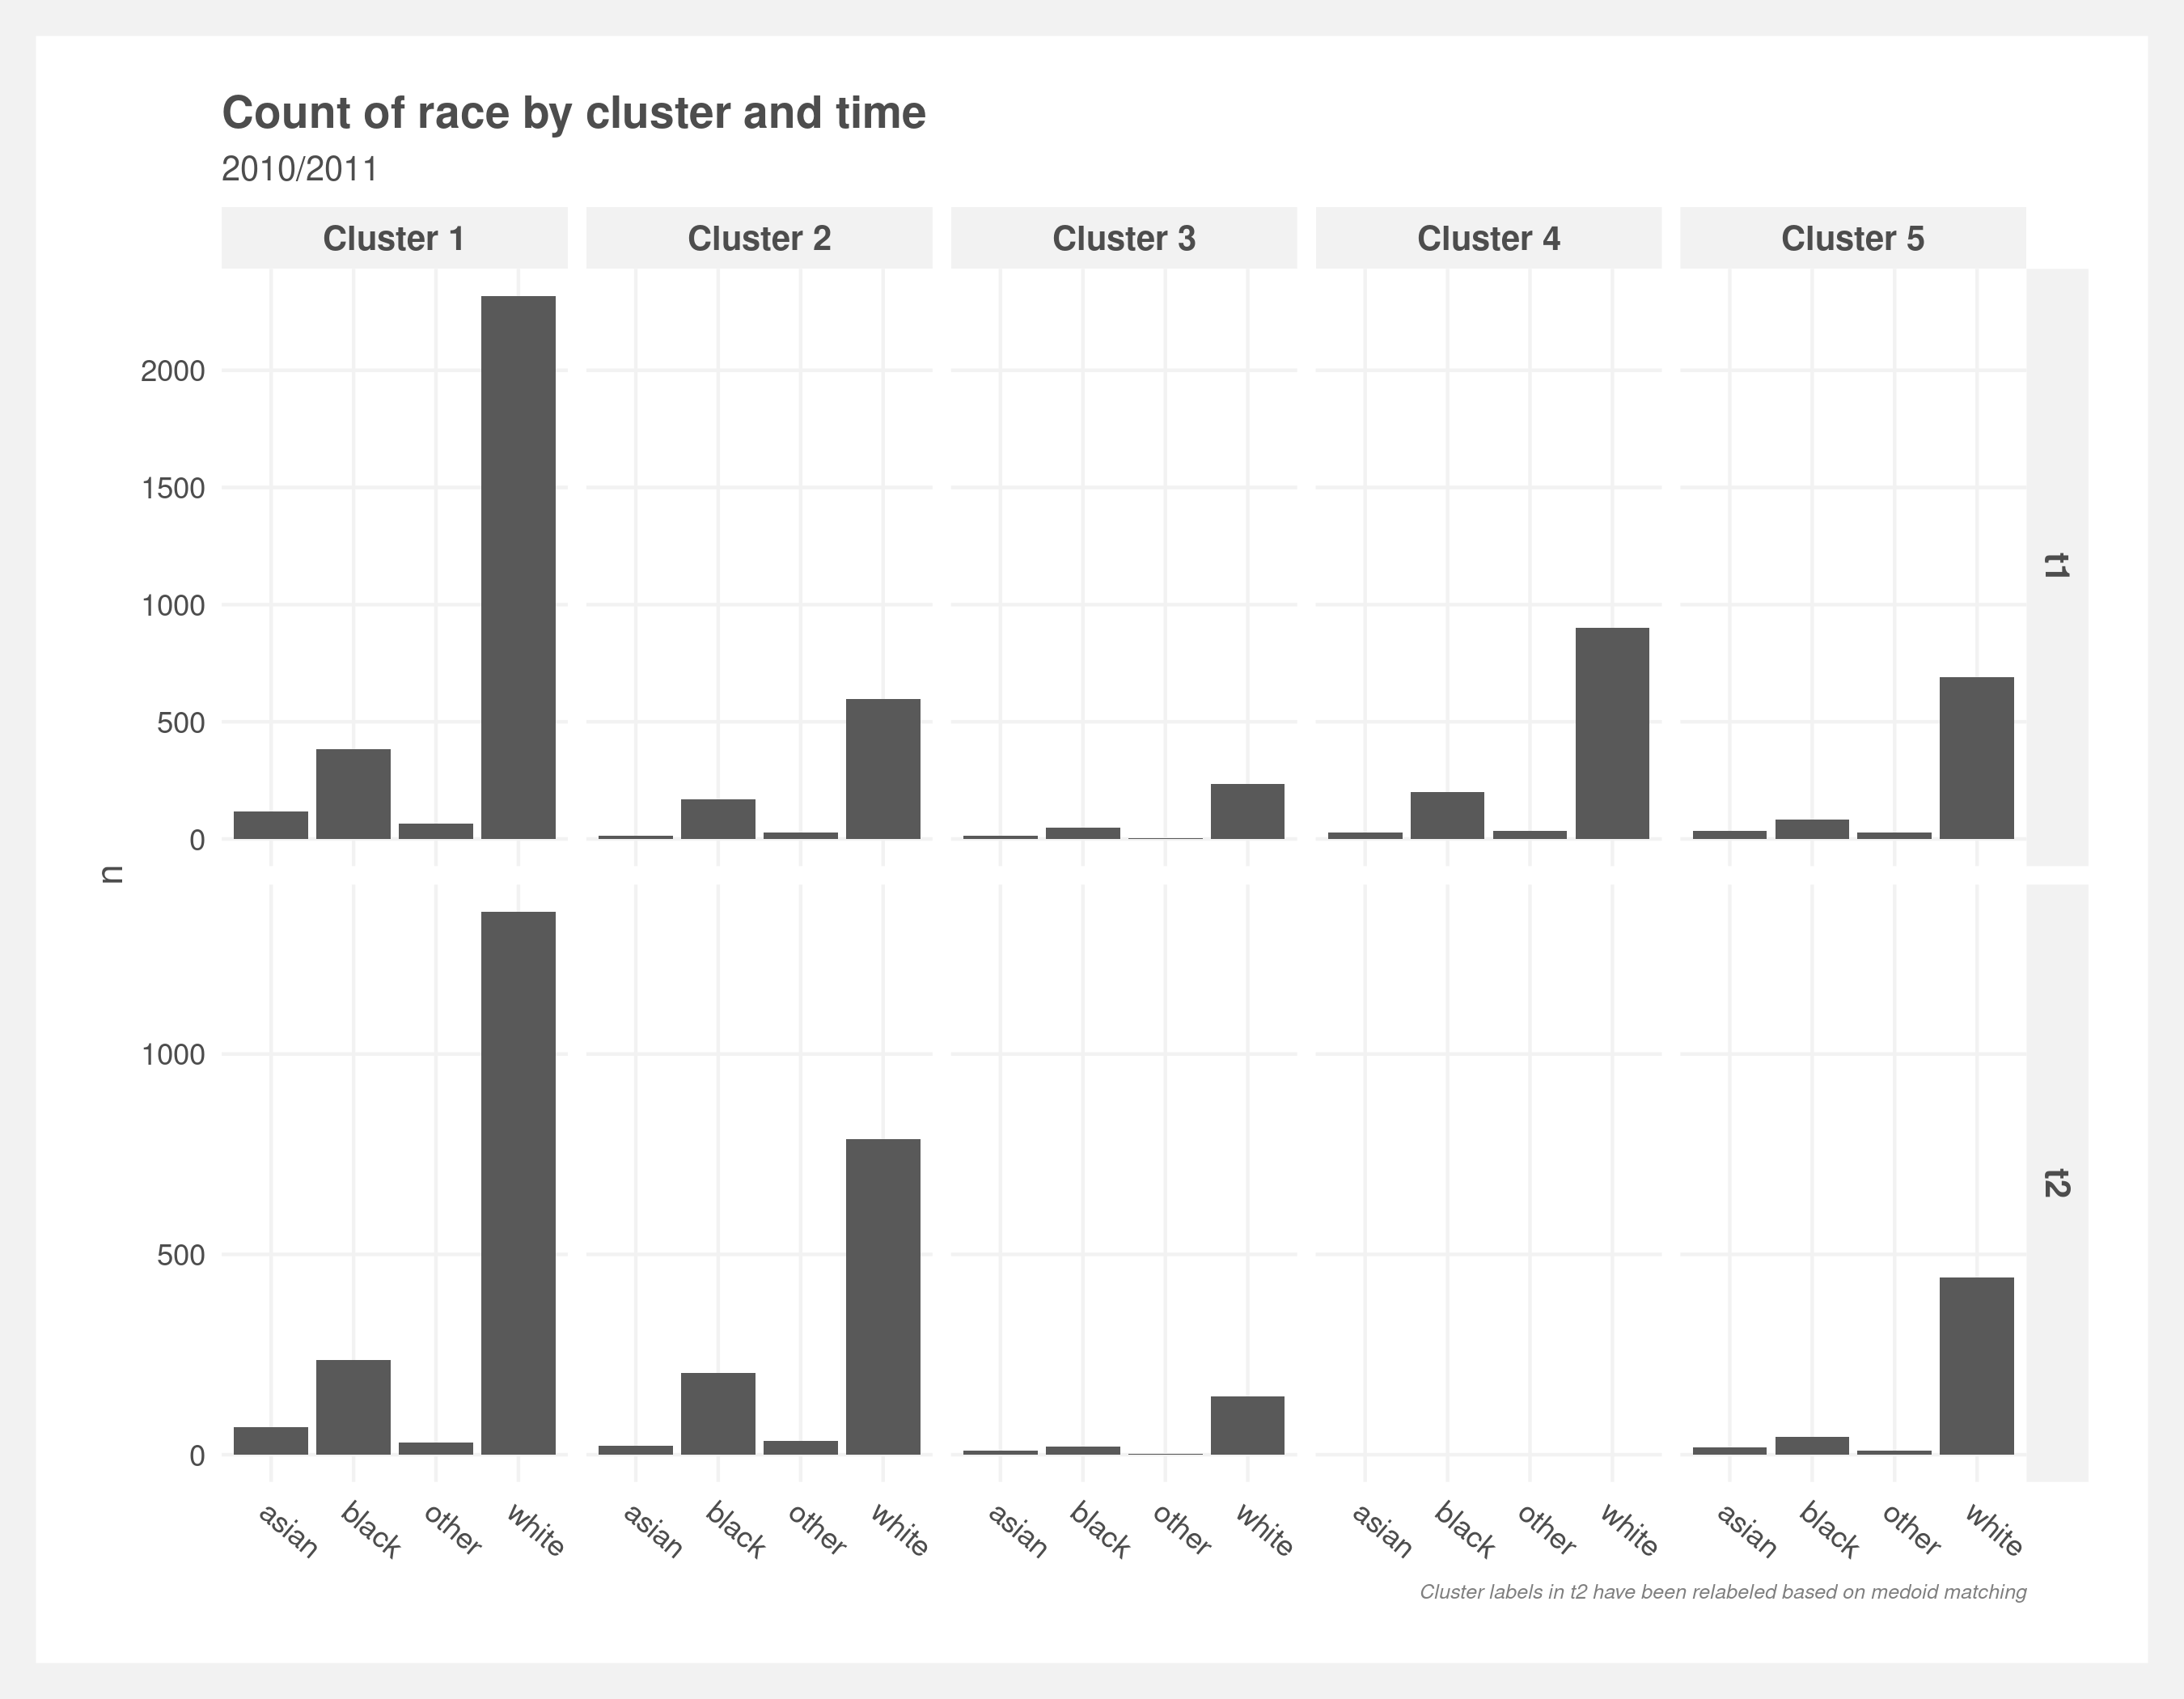 Count of race by cluster and time
2010/2011
Cluster 1 Cluster 2 Cluster 3 Cluster 4 Cluster 5
2000
1500
1000
500
0
t1
n
1000
500
0
t2
asian black other white asian black other white asian black other white asian black other white asian black other white
Cluster labels in t2 have been relabeled based on medoid matching